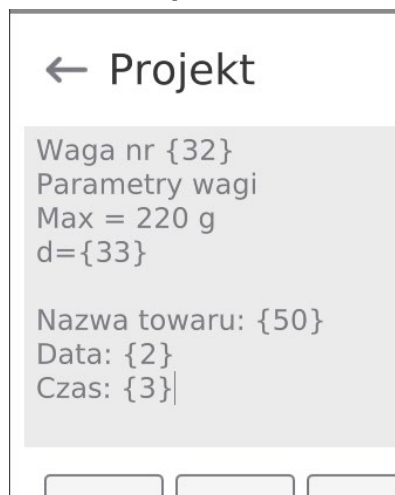 ← Projekt
Waga nr {32}
Parametry wagi
Max = 220 g
d={33}
Nazwa towaru: {50}
Data: {2}
Czas: {3}